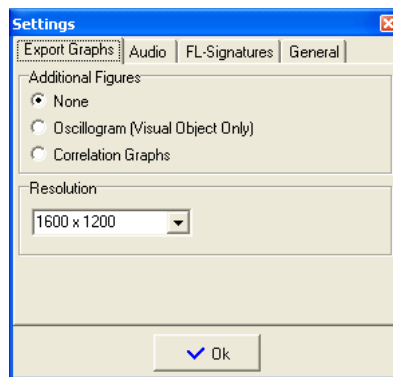 Settings
Export Graphs Audio FL-Signatures General
Additional Figures
None
Oscillogram (Visual Object Only)
Correlation Graphs
Resolution
1600 x 1200
Ok